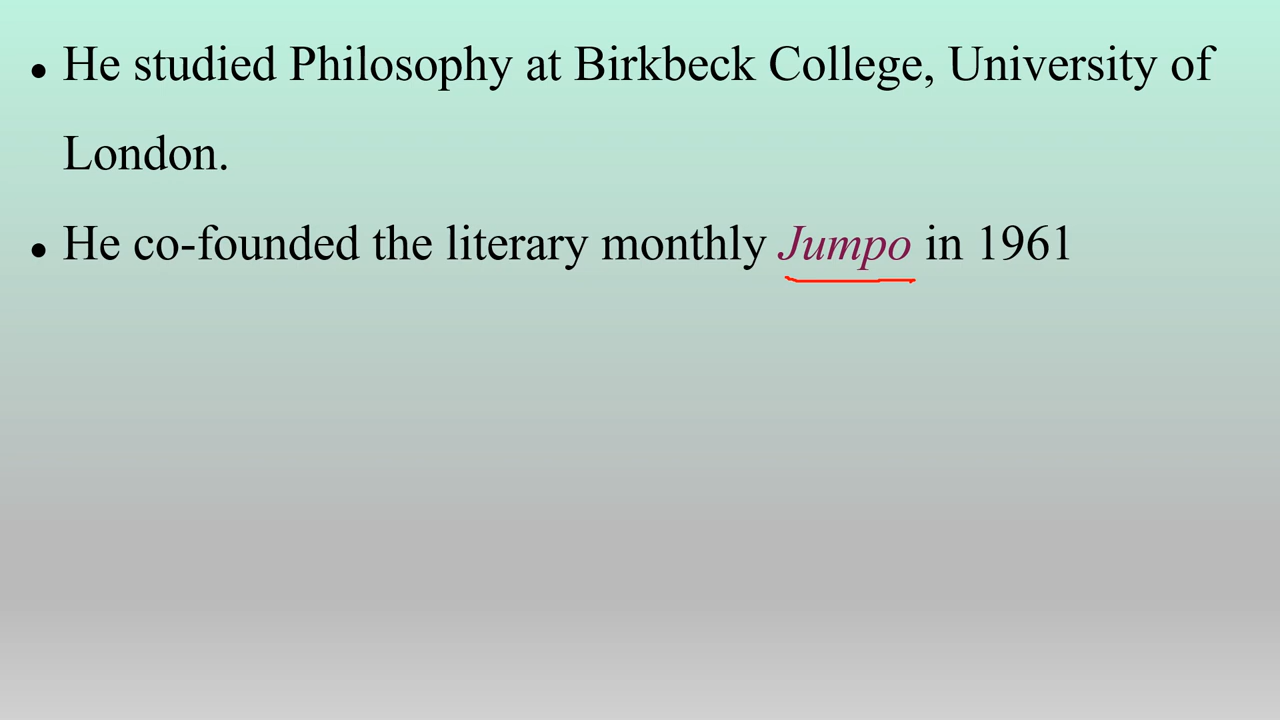 • He studied Philosophy at Birkbeck College, University of
London.
• He co-founded the literary monthly Jumpo in 1961